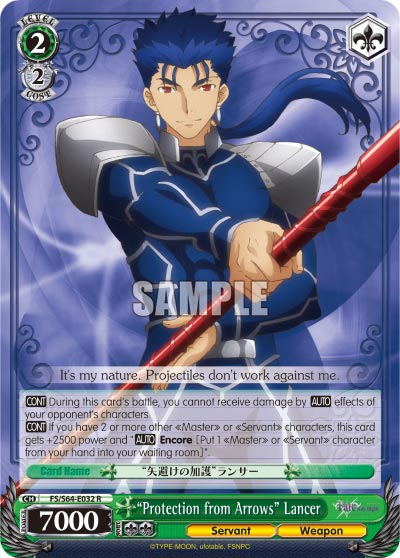 2
LEVEL
2
COST
SAMPLE
It's my nature. Projectiles don't work against me.
CONT During this card's battle, you cannot receive damage by AUTO effects of
your opponent's characters.
CONT If you have 2 or more other «Master» or «Servant» characters, this card
gets +2500 power and "AUTO Encore [Put 1 «Master» or «Servant» character
from your hand into your waiting room]".
Card Name
“矢避けの加護”ランサー
CH FS/S64-E032 R
POWER
7000
"Protection from Arrows" Lancer
Servant
Weapon
©TYPE-MOON, ufotable, FSNPC